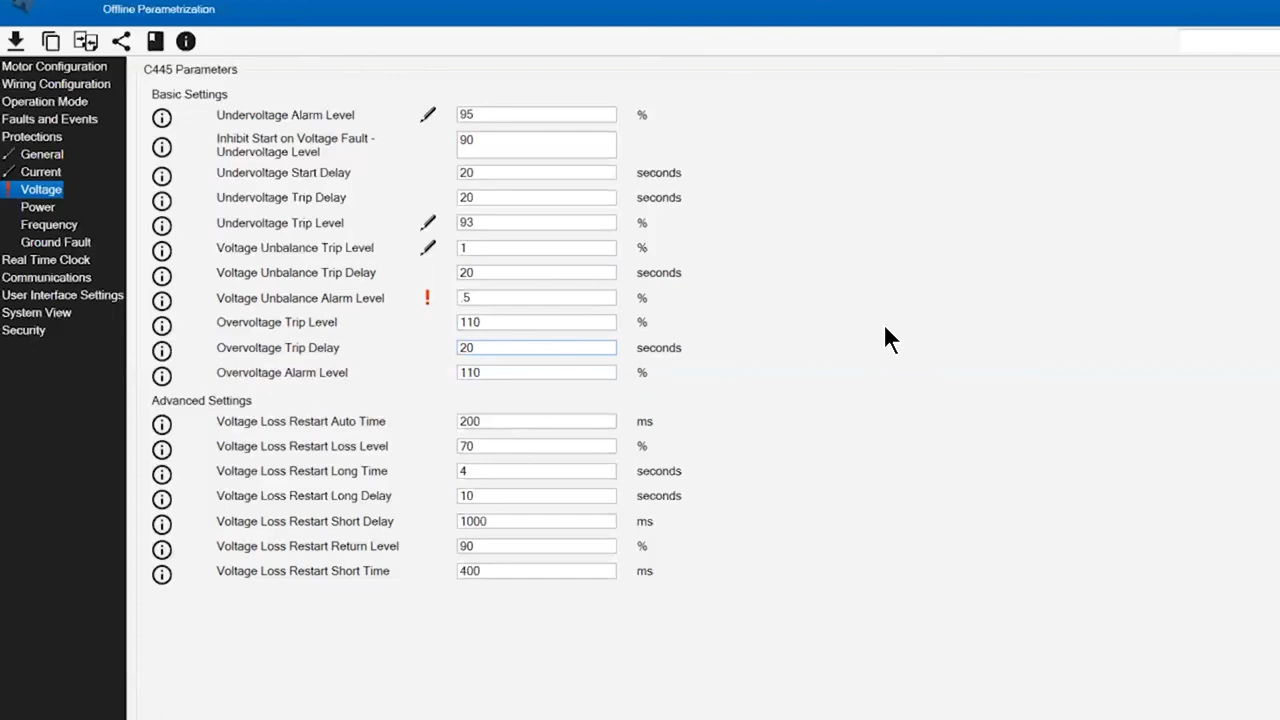 Offline Parametrization
Motor Configuration
Wiring Configuration
Operation Mode
Faults and Events
Protections
General
Current
Voltage
Power
Frequency
Ground Fault
Real Time Clock
Communications
User Interface Settings
System View
Security
C445 Parameters
Basic Settings
Undervoltage Alarm Level 95 %
Inhibit Start on Voltage Fault - 90
Undervoltage Level
Undervoltage Start Delay 20 seconds
Undervoltage Trip Delay 20 seconds
Undervoltage Trip Level 93 %
Voltage Unbalance Trip Level 1 %
Voltage Unbalance Trip Delay 20 seconds
Voltage Unbalance Alarm Level ! .5 %
Overvoltage Trip Level 110 %
Overvoltage Trip Delay 20 seconds
Overvoltage Alarm Level 110 %
Advanced Settings
Voltage Loss Restart Auto Time 200 ms
Voltage Loss Restart Loss Level 70 %
Voltage Loss Restart Long Time 4 seconds
Voltage Loss Restart Long Delay 10 seconds
Voltage Loss Restart Short Delay 1000 ms
Voltage Loss Restart Return Level 90 %
Voltage Loss Restart Short Time 400 ms